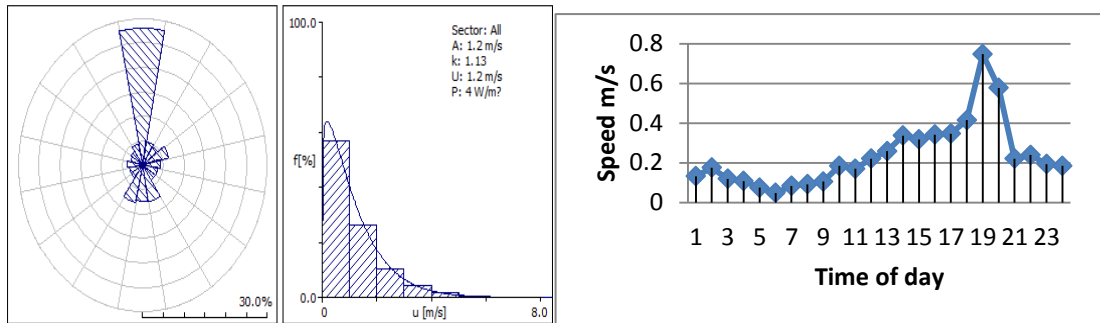 30.0%
100.0
Sector: All
A: 1.2 m/s
k: 1.13
U: 1.2 m/s
P: 4 W/m?
f[%]
0.0
0 u [m/s] 8.0
Speed m/s
0.8
0.6
0.4
0.2
0
1 3 5 7 9 11 13 15 17 19 21 23
Time of day